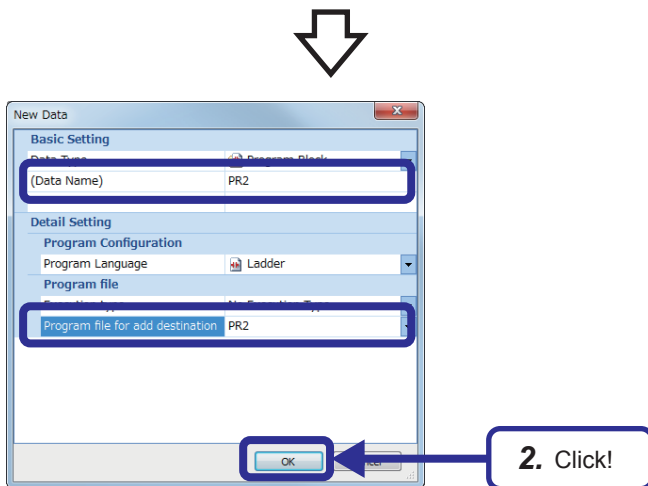 New Data
Basic Setting
(Data Name) PR2
Detail Setting
Program Configuration
Program Language Ladder
Program file
Program file for add destination PR2
OK
2. Click!